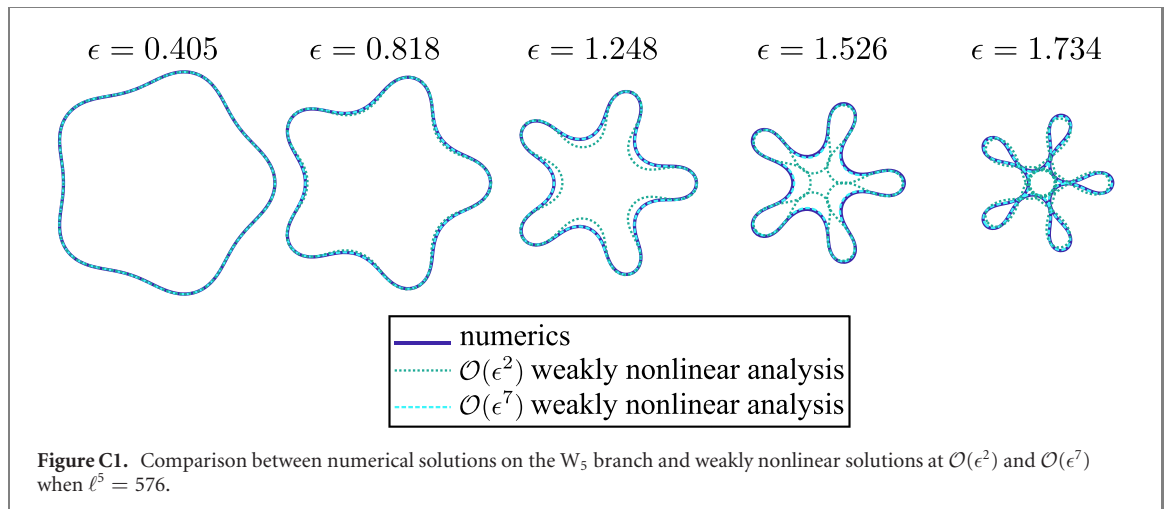 ϵ = 0.405 ϵ = 0.818 ϵ = 1.248 ϵ = 1.526 ϵ = 1.734
numerics
𝒪(ϵ²) weakly nonlinear analysis
𝒪(ϵ⁷) weakly nonlinear analysis
Figure C1. Comparison between numerical solutions on the W₅ branch and weakly nonlinear solutions at 𝒪(ϵ²) and 𝒪(ϵ⁷)
when ℓ⁵ = 576.